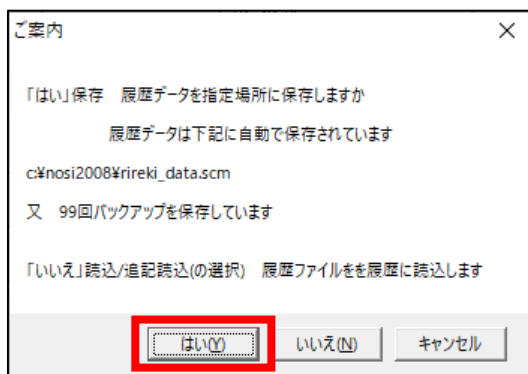 ご案内
「はい」保存　履歴データを指定場所に保存しますか
履歴データは下記に自動で保存されています
c:¥nosi2008¥rireki_data.scm
又　99回バックアップを保存しています
「いいえ」読込/追記読込(の選択)　履歴ファイルをを履歴に読込します
はい(Y)　いいえ(N)　キャンセル